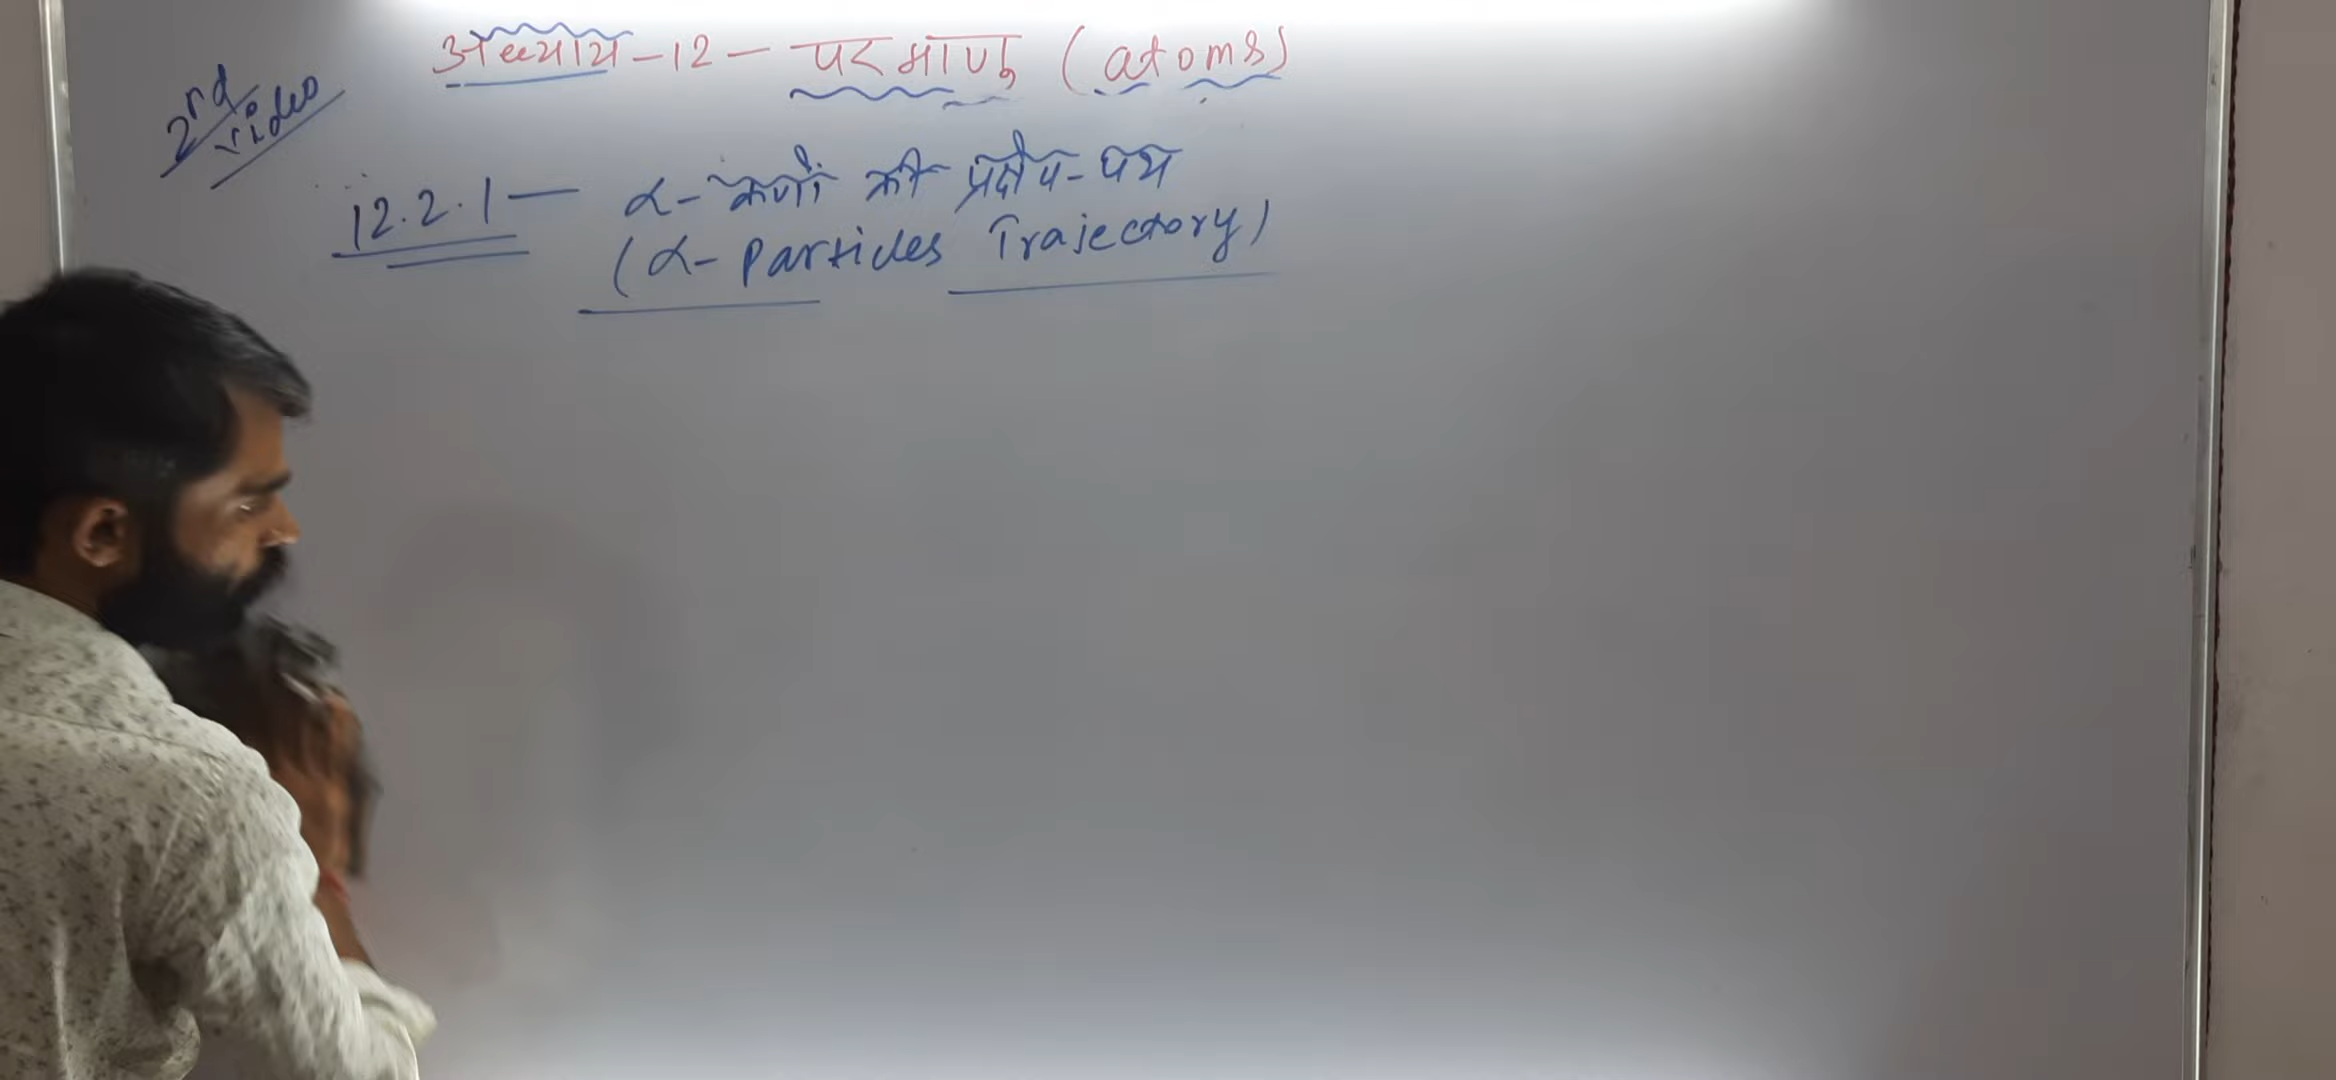 अध्याय - 12 - परमाणु (atoms)
2nd
video
12.2.1 — α-कणों की प्रक्षेप-पथ
(α- particles Trajectory)